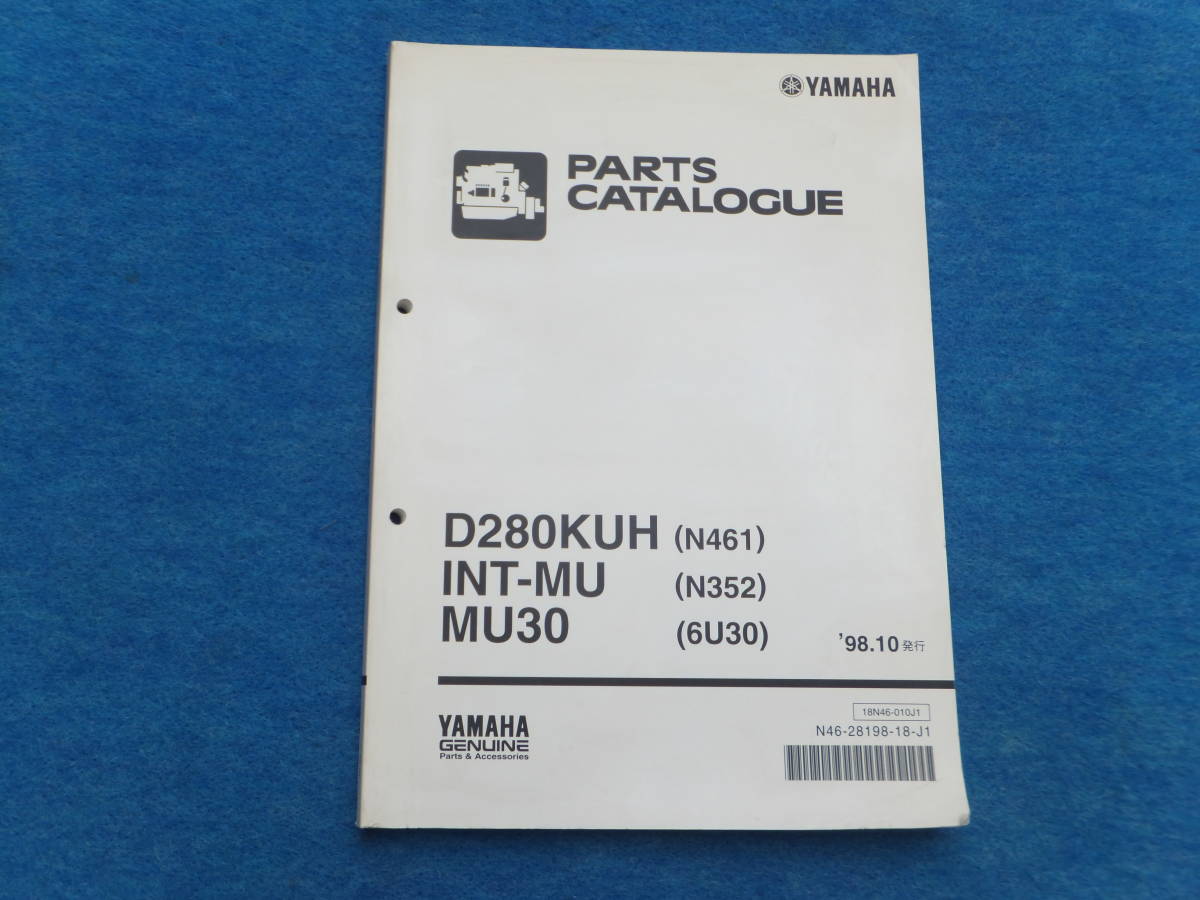 YAMAHA
PARTS
CATALOGUE
D280KUH (N461)
INT-MU (N352)
MU30 (6U30)
'98.10 発行
18N46-010J1
N46-28198-18-J1
YAMAHA
GENUINE
Parts & Accessories